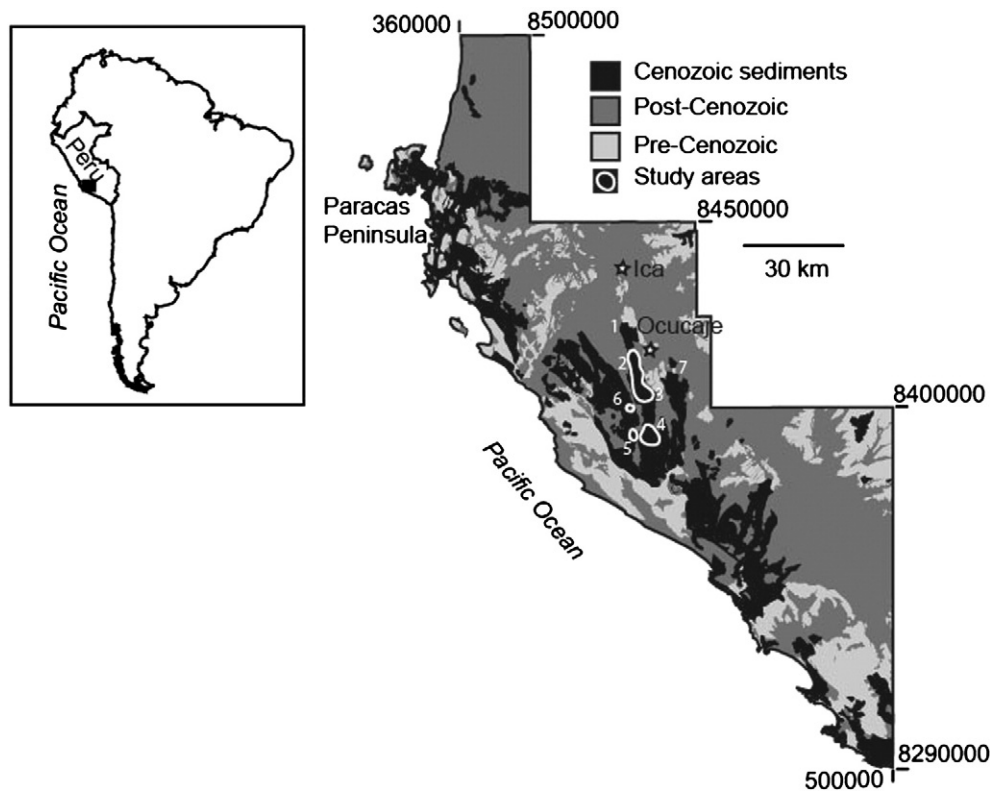 360000
8500000
Cenozoic sediments
Post-Cenozoic
Pre-Cenozoic
Study areas
Peru
Pacific Ocean
Paracas
Peninsula
8450000
30 km
Ica
1
Ocucaje
2
7
3
6
8400000
4
5
Pacific Ocean
8290000
500000